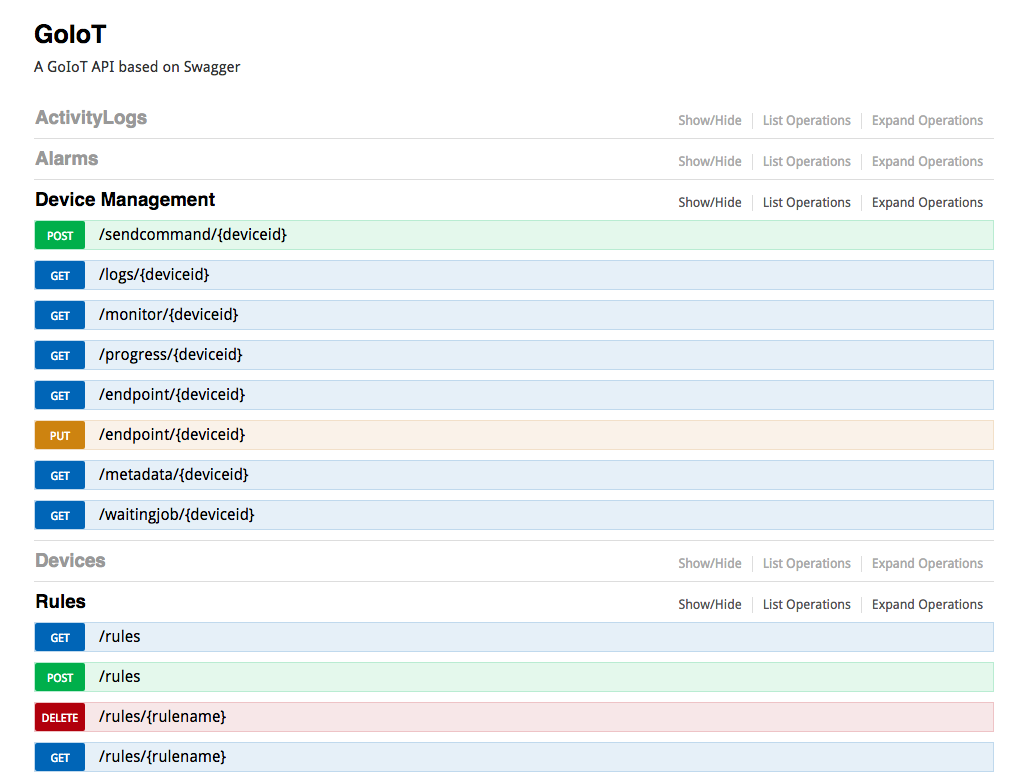 GoIoT
A GoIoT API based on Swagger
ActivityLogs Show/Hide List Operations Expand Operations
Alarms Show/Hide List Operations Expand Operations
Device Management Show/Hide List Operations Expand Operations
POST /sendcommand/{deviceid}
GET /logs/{deviceid}
GET /monitor/{deviceid}
GET /progress/{deviceid}
GET /endpoint/{deviceid}
PUT /endpoint/{deviceid}
GET /metadata/{deviceid}
GET /waitingjob/{deviceid}
Devices Show/Hide List Operations Expand Operations
Rules Show/Hide List Operations Expand Operations
GET /rules
POST /rules
DELETE /rules/{rulename}
GET /rules/{rulename}